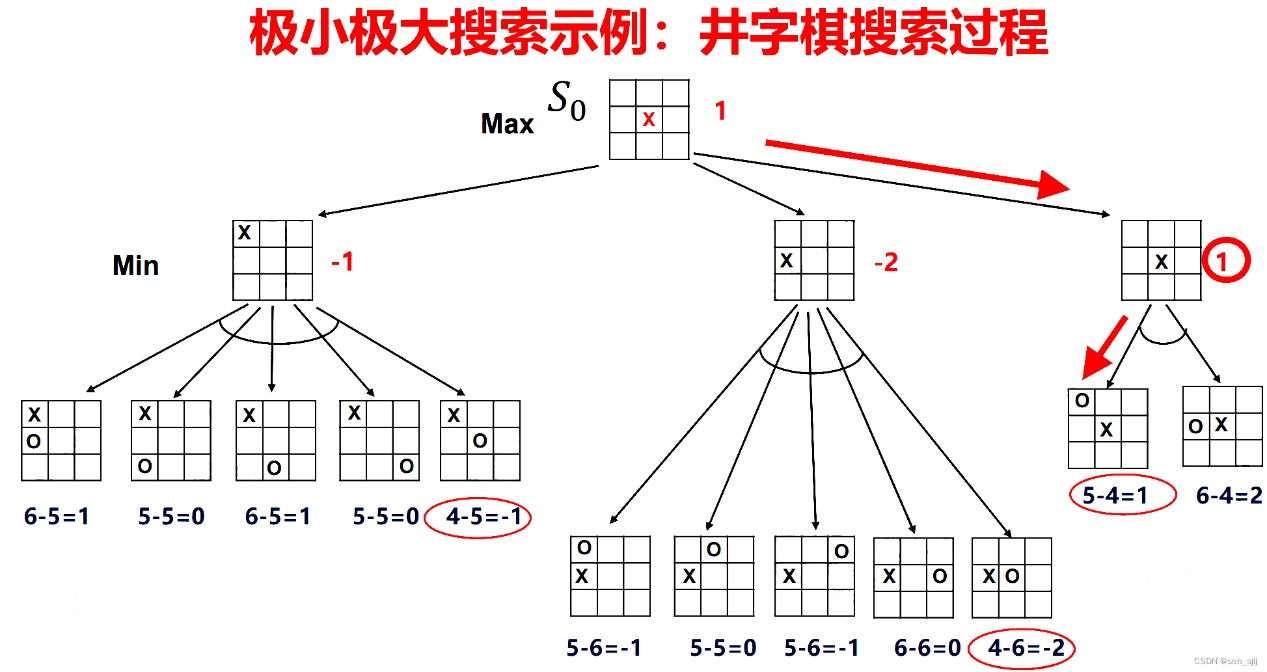 极小极大搜索示例：井字棋搜索过程
Max
S₀
X
1
Min
X
-1
X
-2
X
1
X
O
X
O
X
O
X
O
X
O
6-5=1
5-5=0
6-5=1
5-5=0
4-5=-1
O
X
O
X
5-4=1
6-4=2
O
X
O
X
O
X
X
O
X
O
5-6=-1
5-5=0
5-6=-1
6-6=0
4-6=-2
CSDN @seh_sjlj